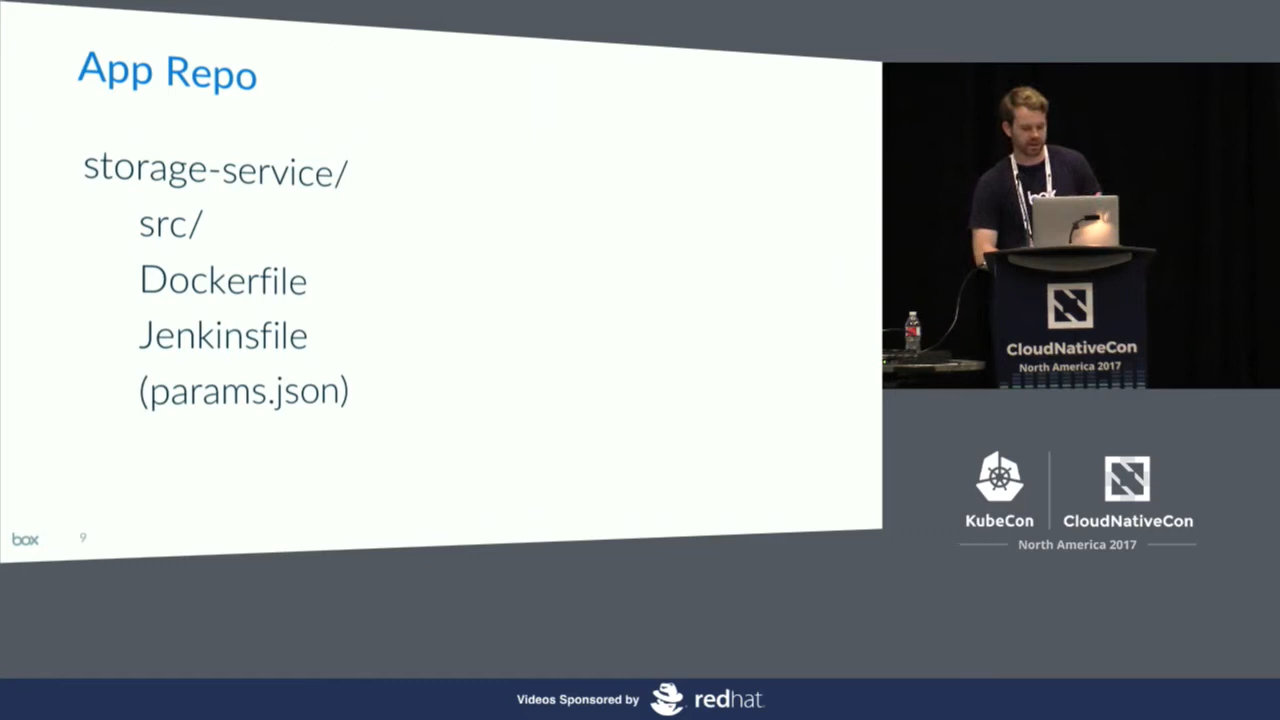 App Repo
storage-service/
src/
Dockerfile
Jenkinsfile
(params.json)
box
9
box
CloudNativeCon
North America 2017
KubeCon
CloudNativeCon
North America 2017
Videos Sponsored by
redhat